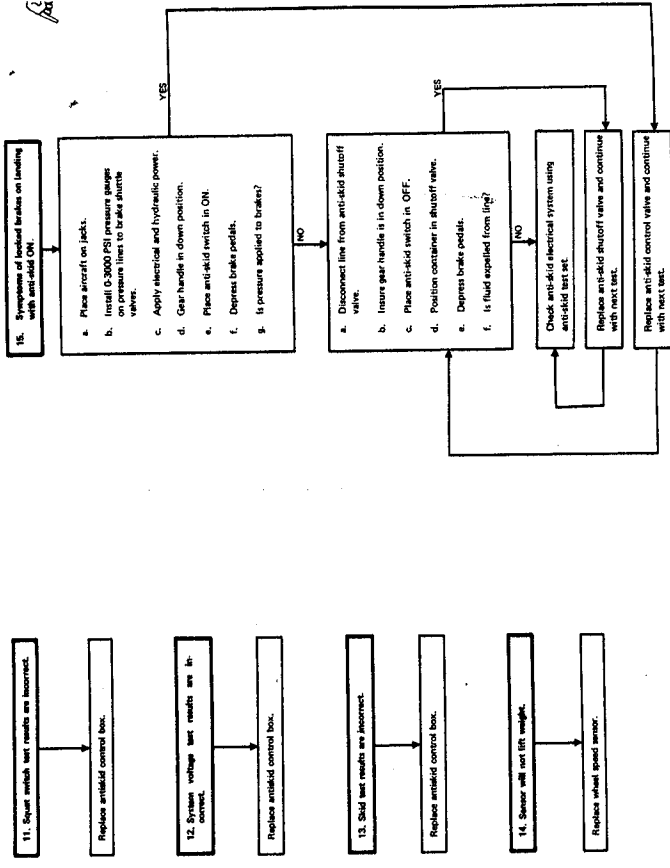 11. Squat switch test results are incorrect.
Replace antiskid control box.
12. System voltage test results are in-
correct.
Replace antiskid control box.
13. Skid test results are incorrect.
Replace antiskid control box.
14. Sensor will not lift weight.
Replace wheel speed sensor.
15. Symptoms of locked brakes on landing
with anti-skid ON.
a. Place aircraft on jacks.
b. Install 0-3000 PSI pressure gauges
on pressure lines to brake shuttle
valves.
c. Apply electrical and hydraulic power.
d. Gear handle in down position.
e. Place anti-skid switch in ON.
f. Depress brake pedals.
g. Is pressure applied to brakes?
YES
NO
a. Disconnect line from anti-skid shutoff
valve.
b. Insure gear handle is in down position.
c. Place anti-skid switch in OFF.
d. Position container in shutoff valve.
e. Depress brake pedals.
f. Is fluid expelled from line?
YES
NO
Check anti-skid electrical system using
anti-skid test set.
Replace anti-skid shutoff valve and continue
with next test.
Replace anti-skid control valve and continue
with next test.